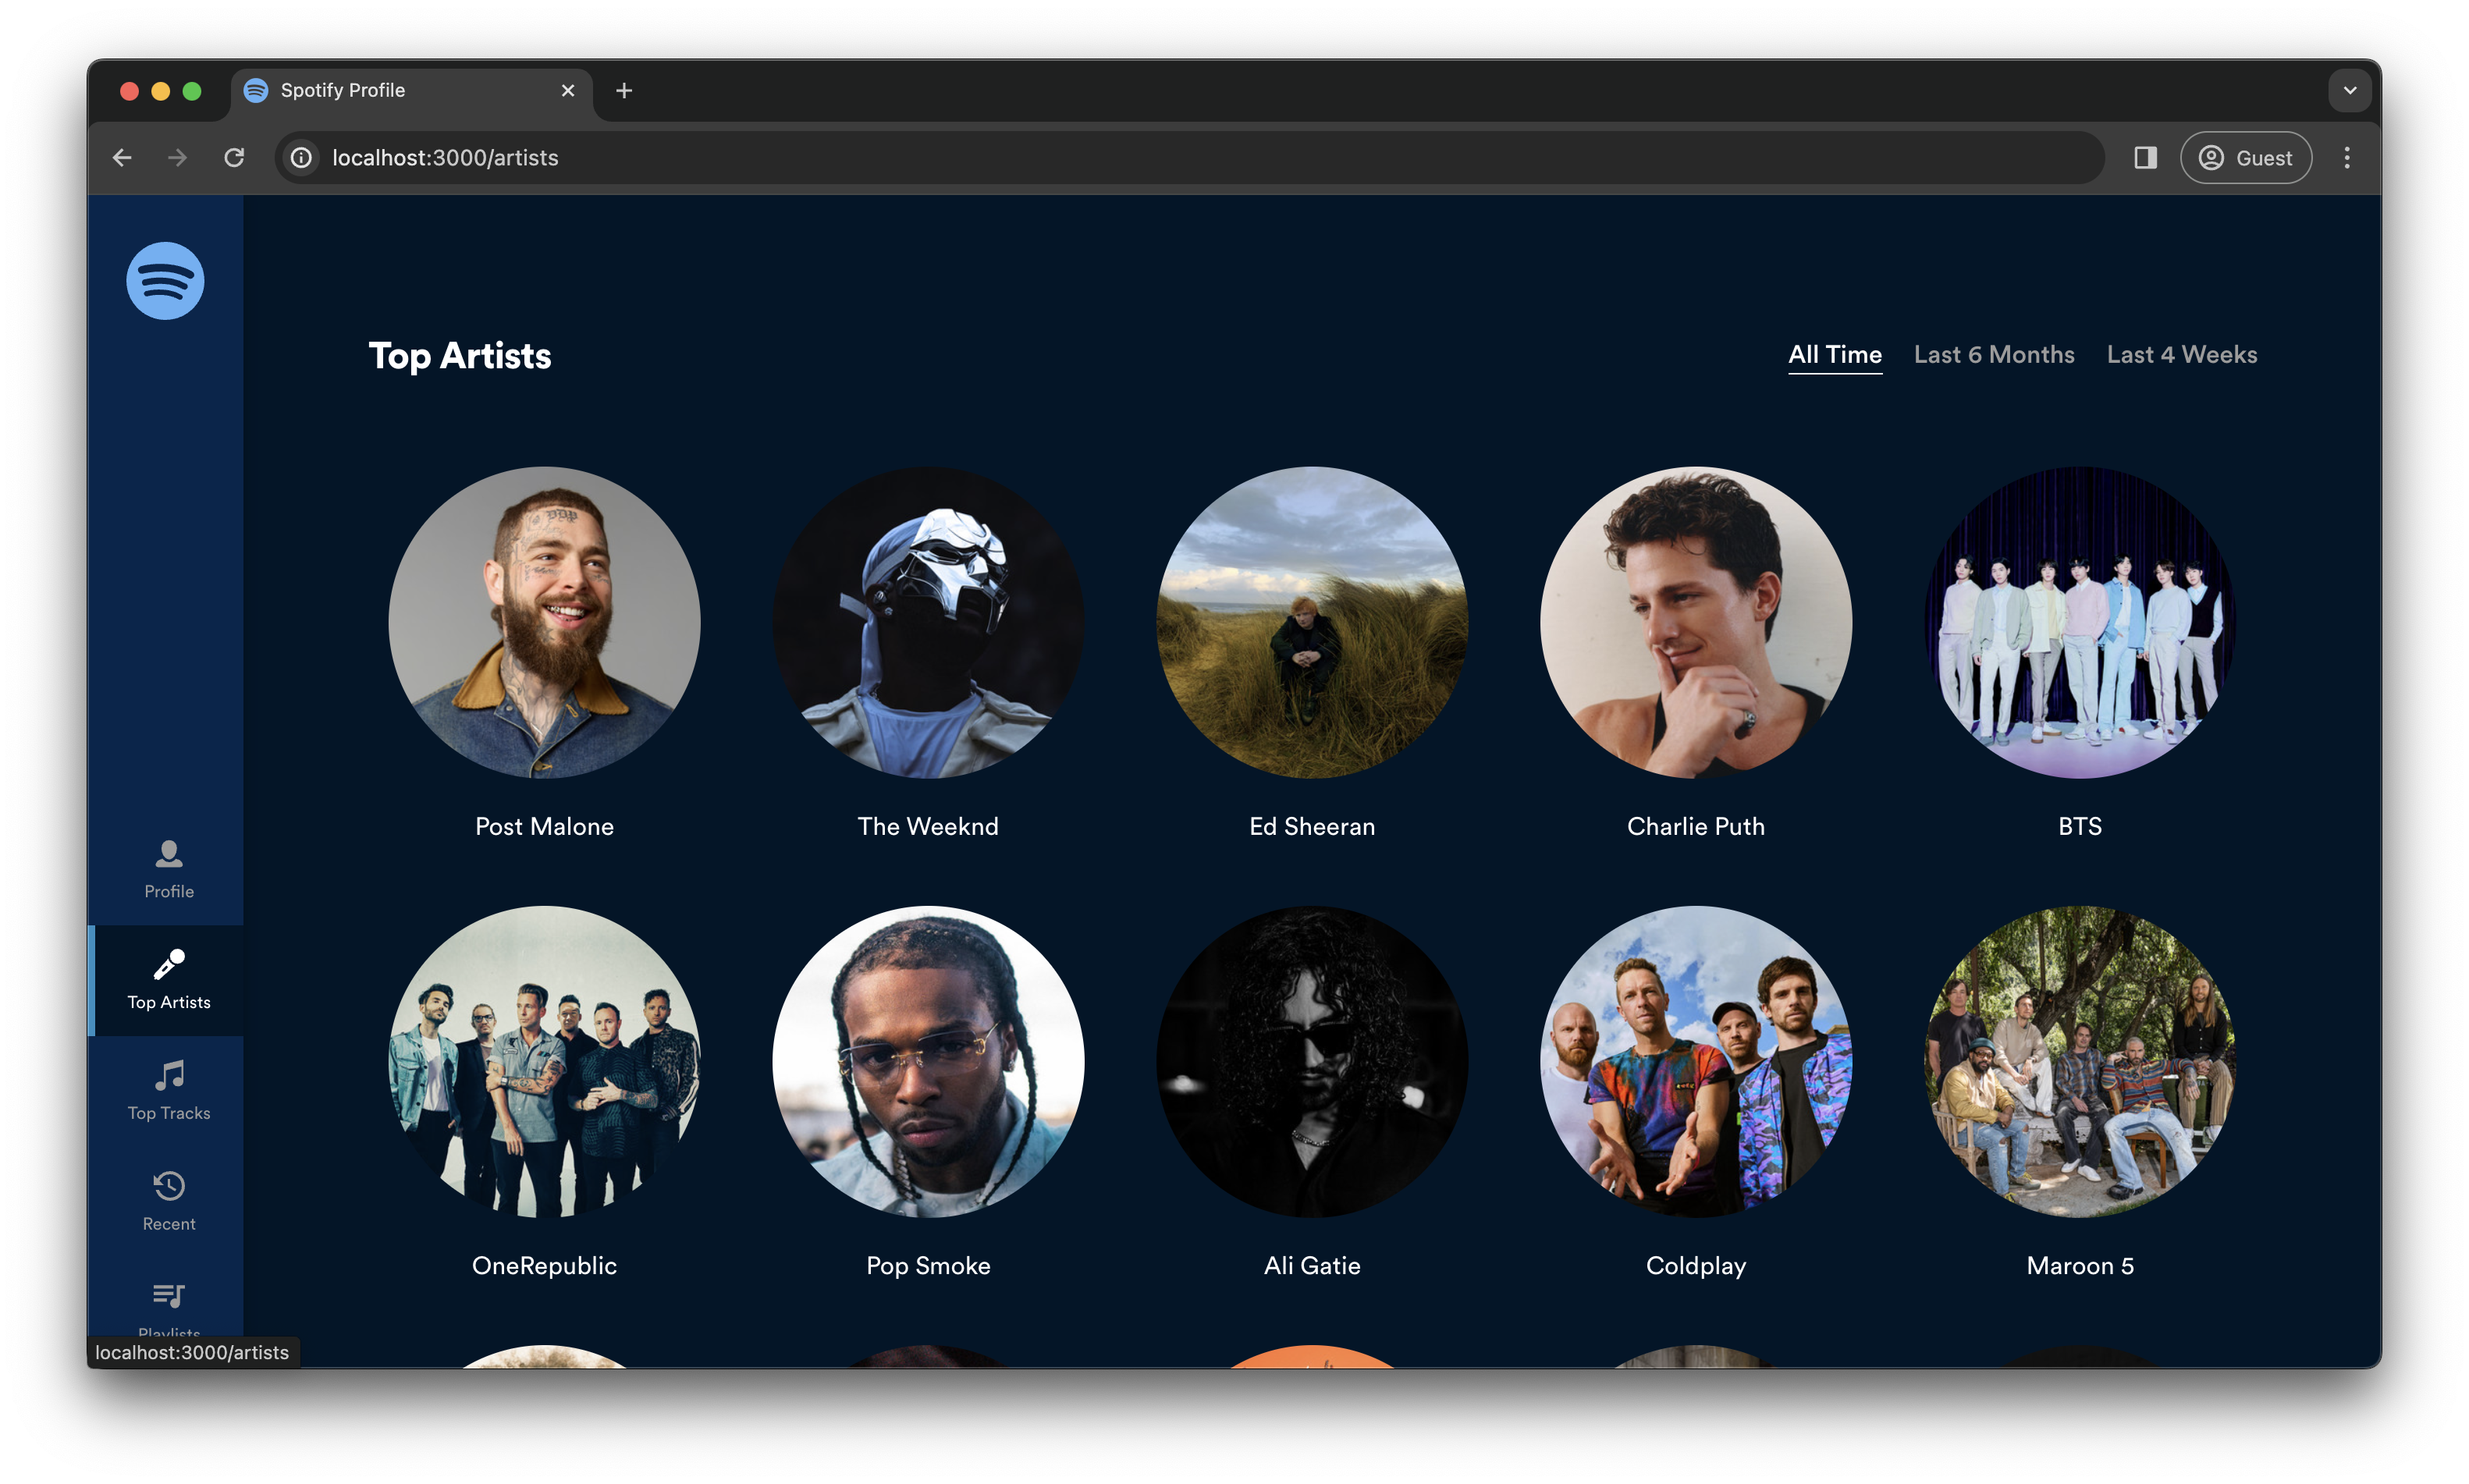 Spotify Profile
localhost:3000/artists
Guest
Top Artists
All Time Last 6 Months Last 4 Weeks
Post Malone The Weeknd Ed Sheeran Charlie Puth BTS
OneRepublic Pop Smoke Ali Gatie Coldplay Maroon 5
Profile
Top Artists
Top Tracks
Recent
Playlists
localhost:3000/artists